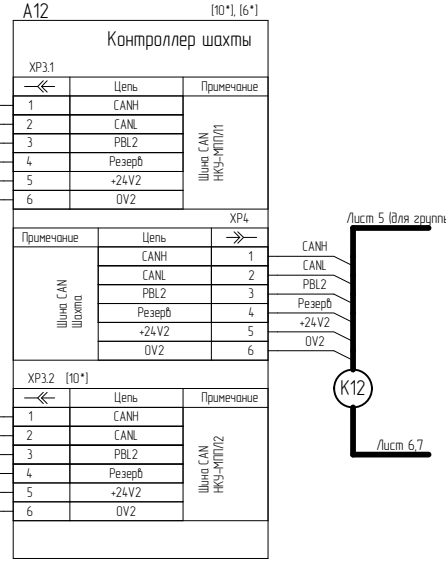 A12
[10*], [6*]
Контроллер шахты
XP3.1
Цепь Примечание
1 CANH
2 CANL
3 PBL2
4 Резерв
5 +24V2
6 0V2
Шина CAN
НКУ-МПП/1
XP4
Примечание Цепь
CANH 1
CANL 2
PBL2 3
Резерв 4
+24V2 5
0V2 6
Шина CAN
Шахта
CANH
CANL
PBL2
Резерв
+24V2
0V2
Лист 5 (для группы
K12
Лист 6,7
XP3.2 [10*]
Цепь Примечание
1 CANH
2 CANL
3 PBL2
4 Резерв
5 +24V2
6 0V2
Шина CAN
НКУ-МПП/2